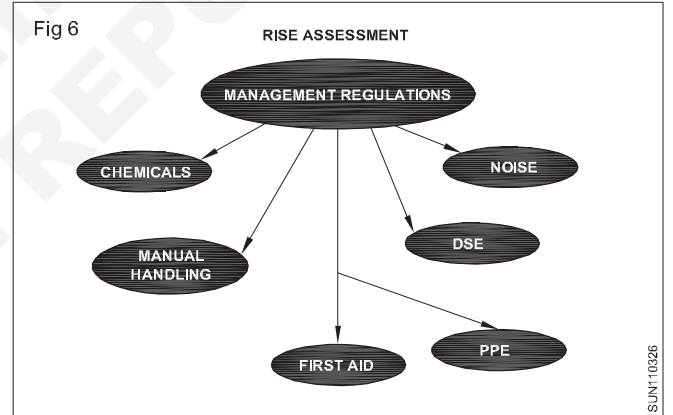 Fig 6
RISE ASSESSMENT
MANAGEMENT REGULATIONS
CHEMICALS
NOISE
DSE
MANUAL
HANDLING
PPE
FIRST AID
SUN110326